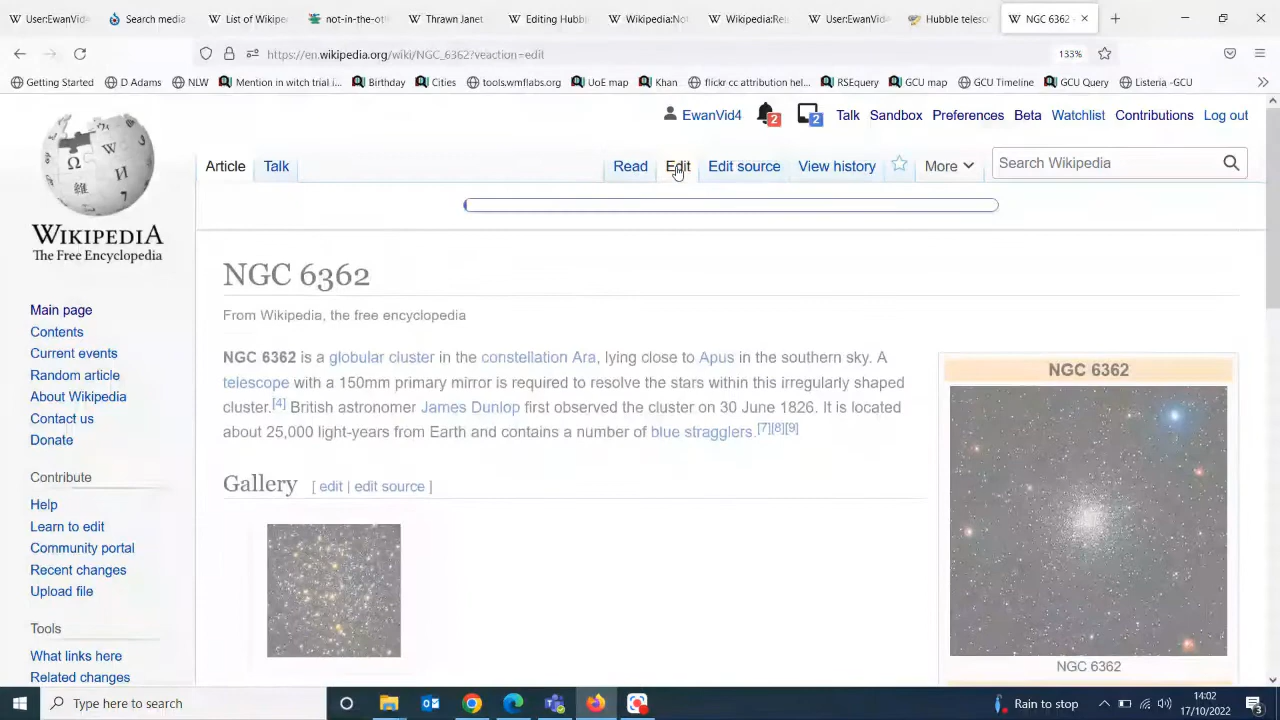 User:EwanVid
Search media
List of Wikipe
not-in-the-ot
Thrawn Janet
Editing Hubb
Wikipedia:Not
Wikipedia:Re
User:EwanVid
Hubble telesc
NGC 6362
https://en.wikipedia.org/wiki/NGC_6362?veaction=edit
133%
Getting Started
D Adams
NLW
Mention in witch trial i...
Birthday
Cities
tools.wmflabs.org
UoE map
Khan
flickr cc attribution hel...
RSEquery
GCU map
GCU Timeline
GCU Query
Listeria -GCU
EwanVid4 2 2 Talk Sandbox Preferences Beta Watchlist Contributions Log out
Article Talk Read Edit Edit source View history More Search Wikipedia
WIKIPEDIA
The Free Encyclopedia
Main page
Contents
Current events
Random article
About Wikipedia
Contact us
Donate
Contribute
Help
Learn to edit
Community portal
Recent changes
Upload file
Tools
What links here
Related changes
NGC 6362
From Wikipedia, the free encyclopedia
NGC 6362 is a globular cluster in the constellation Ara, lying close to Apus in the southern sky. A
telescope with a 150mm primary mirror is required to resolve the stars within this irregularly shaped
cluster.[4] British astronomer James Dunlop first observed the cluster on 30 June 1826. It is located
about 25,000 light-years from Earth and contains a number of blue stragglers.[7][8][9]
Gallery [ edit | edit source ]
NGC 6362
NGC 6362
Type here to search
Rain to stop
14:02
17/10/2022
3